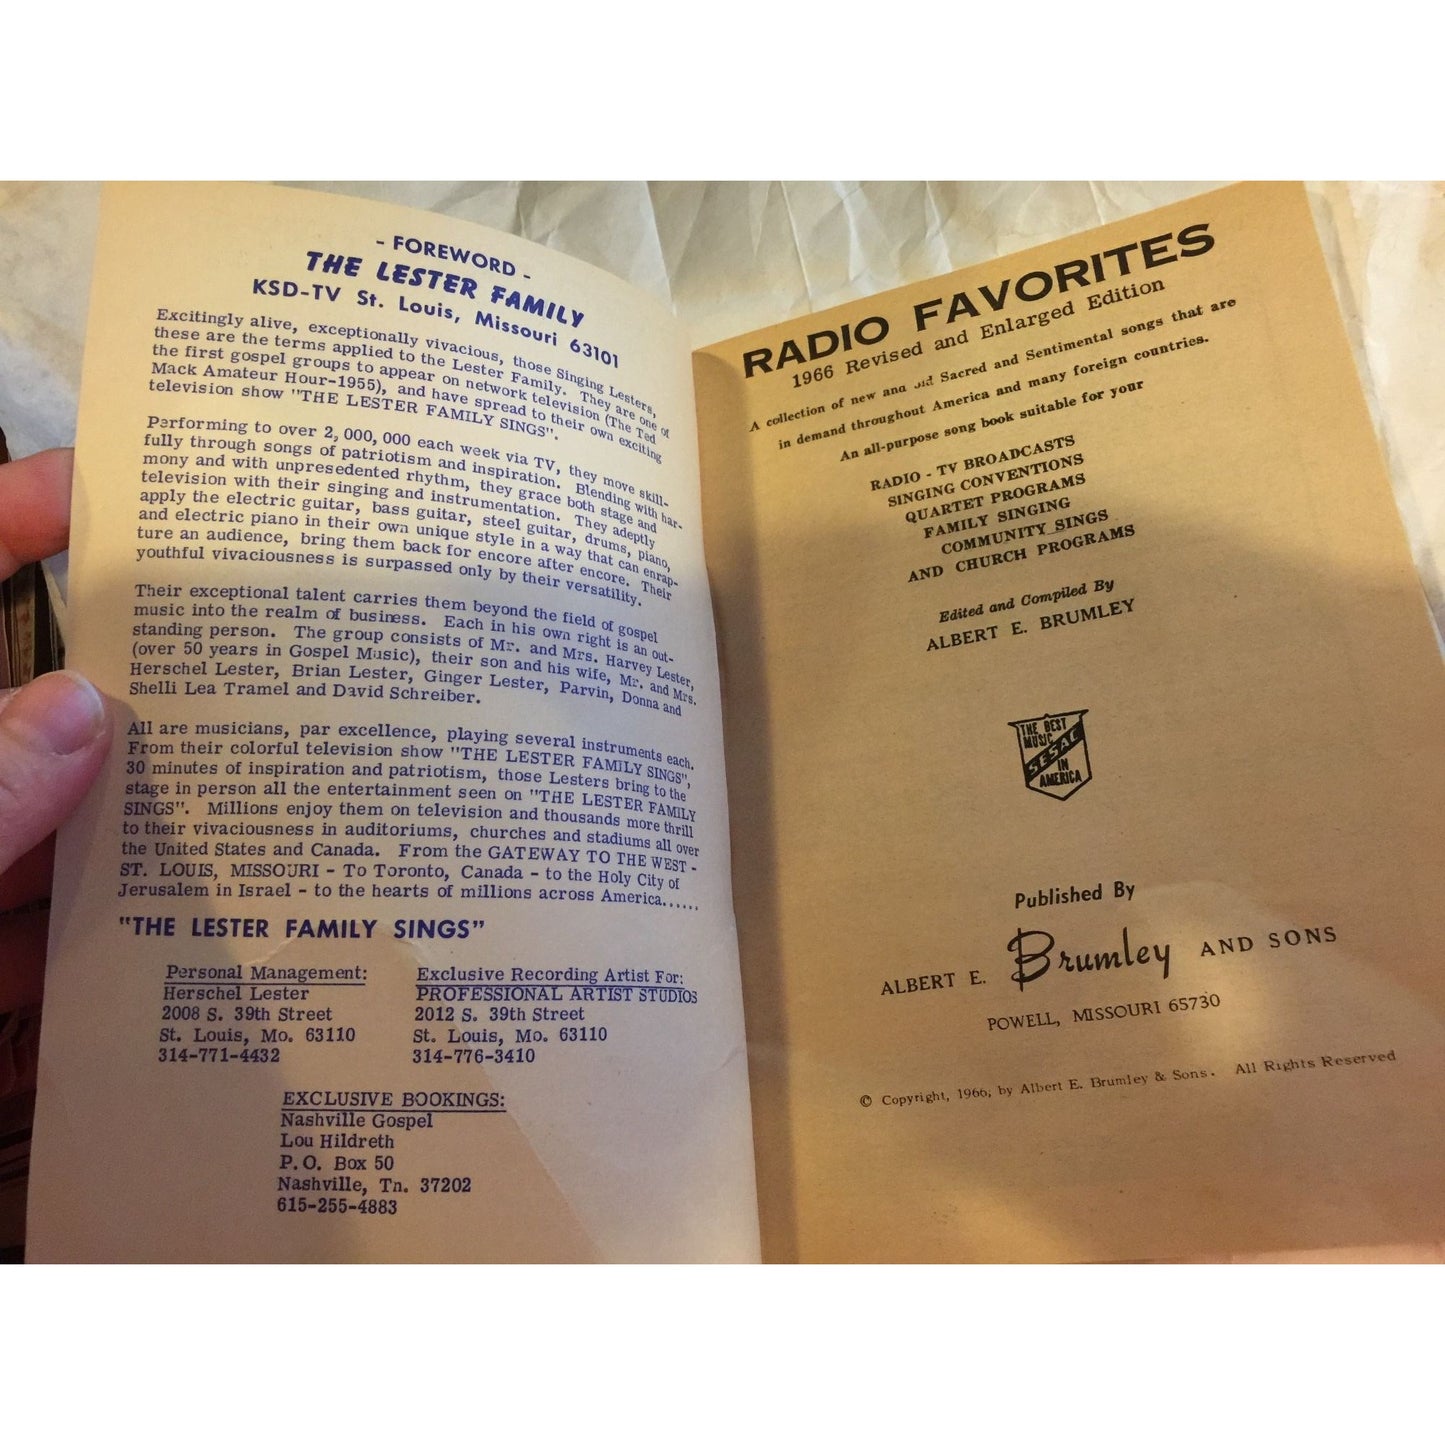 - FOREWORD -
THE LESTER FAMILY
KSD-TV St. Louis, Missouri 63101
Excitingly alive, exceptionally vivacious, those Singing Lesters,
these are the terms applied to the Lester Family. They are one of
the first gospel groups to appear on network television (The Ted
Mack Amateur Hour-1955), and have spread to their own exciting
television show "THE LESTER FAMILY SINGS".
Performing to over 2,000,000 each week via TV, they move skill-
fully through songs of patriotism and inspiration. Blending with har-
mony and with unpresedented rhythm, they grace both stage and
television with their singing and instrumentation. They adeptly
apply the electric guitar, bass guitar, steel guitar, drums, piano,
and electric piano in their own unique style in a way that can enrap-
ture an audience, bring them back for encore after encore. Their
youthful vivaciousness is surpassed only by their versatility.
Their exceptional talent carries them beyond the field of gospel
music into the realm of business. Each in his own right is an out-
standing person. The group consists of Mr. and Mrs. Harvey Lester,
(over 50 years in Gospel Music), their son and his wife, Mr. and Mrs.
Herschel Lester, Brian Lester, Ginger Lester, Parvin, Donna and
Shelli Lea Tramel and David Schreiber.
All are musicians, par excellence, playing several instruments each.
From their colorful television show "THE LESTER FAMILY SINGS",
30 minutes of inspiration and patriotism, those Lesters bring to the
stage in person all the entertainment seen on "THE LESTER FAMILY
SINGS". Millions enjoy them on television and thousands more thrill
to their vivaciousness in auditoriums, churches and stadiums all over
the United States and Canada. From the GATEWAY TO THE WEST -
ST. LOUIS, MISSOURI - To Toronto, Canada - to the Holy City of
Jerusalem in Israel - to the hearts of millions across America......
"THE LESTER FAMILY SINGS"
Personal Management:
Herschel Lester
2008 S. 39th Street
St. Louis, Mo. 63110
314-771-4432
Exclusive Recording Artist For:
PROFESSIONAL ARTIST STUDIOS
2012 S. 39th Street
St. Louis, Mo. 63110
314-776-3410
EXCLUSIVE BOOKINGS:
Nashville Gospel
Lou Hildreth
P.O. Box 50
Nashville, Tn. 37202
615-255-4883
RADIO FAVORITES
1966 Revised and Enlarged Edition
A collection of new and old Sacred and Sentimental songs that are
in demand throughout America and many foreign countries.
An all-purpose song book suitable for your
RADIO - TV BROADCASTS
SINGING CONVENTIONS
QUARTET PROGRAMS
FAMILY SINGING
COMMUNITY SINGS
AND CHURCH PROGRAMS
Edited and Compiled By
ALBERT E. BRUMLEY
THE BEST
MUSIC
SESAC
IN
AMERICA
Published By
ALBERT E. Brumley AND SONS
POWELL, MISSOURI 65730
© Copyright, 1966, by Albert E. Brumley & Sons. All Rights Reserved